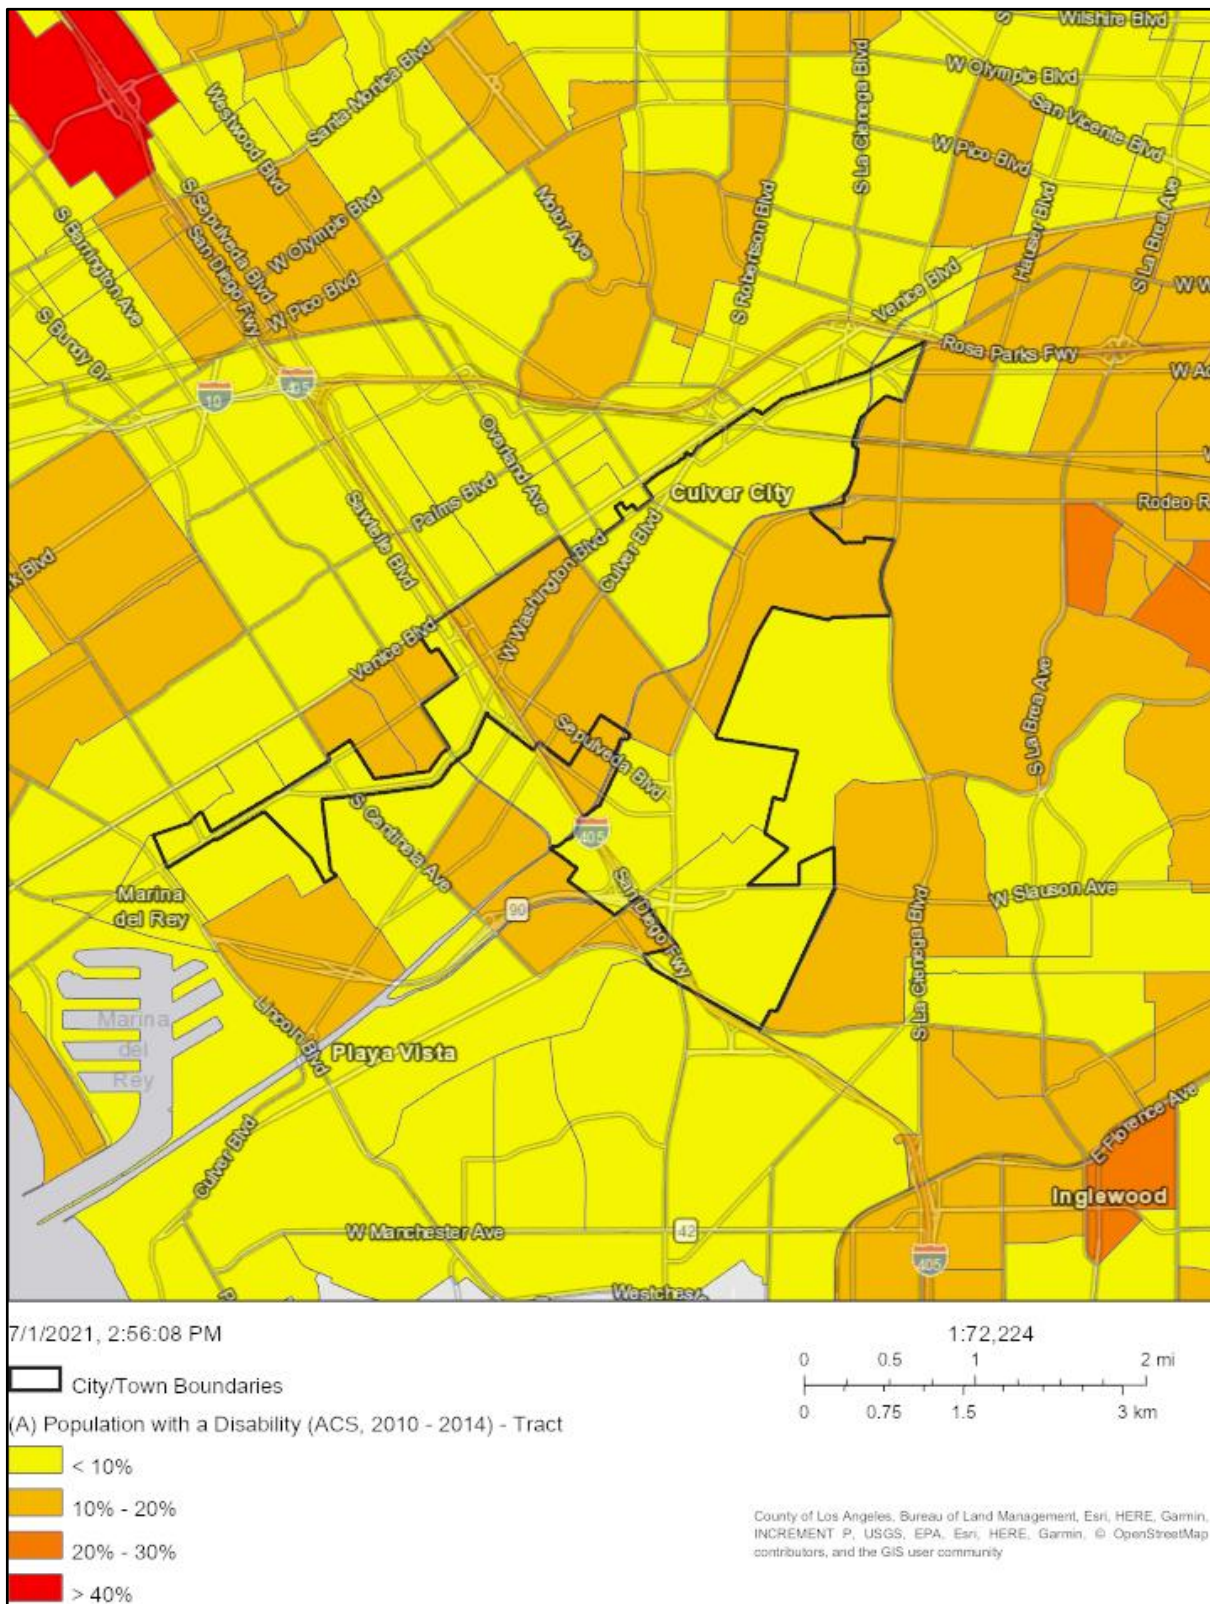 Wilshire Blvd
W Olympic Blvd
San Vicente Blvd
W Pico Blvd
S La Cienega Blvd
Santa Monica Blvd
Westwood Blvd
S Sepulveda Blvd
San Diego Fwy
W Olympic Blvd
W Pico Blvd
S Barrington Ave
S Bundy Dr
Motor Ave
S Robertson Blvd
Hauser Blvd
S La Brea Ave
Venice Blvd
W W
Rosa Parks Fwy
W Ad
10
405
Overland Ave
Palms Blvd
Sawtelle Blvd
Culver City
Rodeo R
W Washington Blvd
Culver Blvd
k Blvd
Venice Blvd
S La Brea Ave
Sepulveda Blvd
S Centinela Ave
405
San Diego Fwy
90
W Slauson Ave
S La Cienega Blvd
Marina
del Rey
Marina
del
Rey
Lincoln Blvd
Playa Vista
Culver Blvd
E Florence Ave
Inglewood
W Manchester Ave
42
405
Westches
7/1/2021, 2:56:08 PM
1:72,224
0 0.5 1 2 mi
0 0.75 1.5 3 km
City/Town Boundaries
(A) Population with a Disability (ACS, 2010 - 2014) - Tract
< 10%
10% - 20%
20% - 30%
> 40%
County of Los Angeles, Bureau of Land Management, Esri, HERE, Garmin,
INCREMENT P, USGS, EPA, Esri, HERE, Garmin, © OpenStreetMap
contributors, and the GIS user community